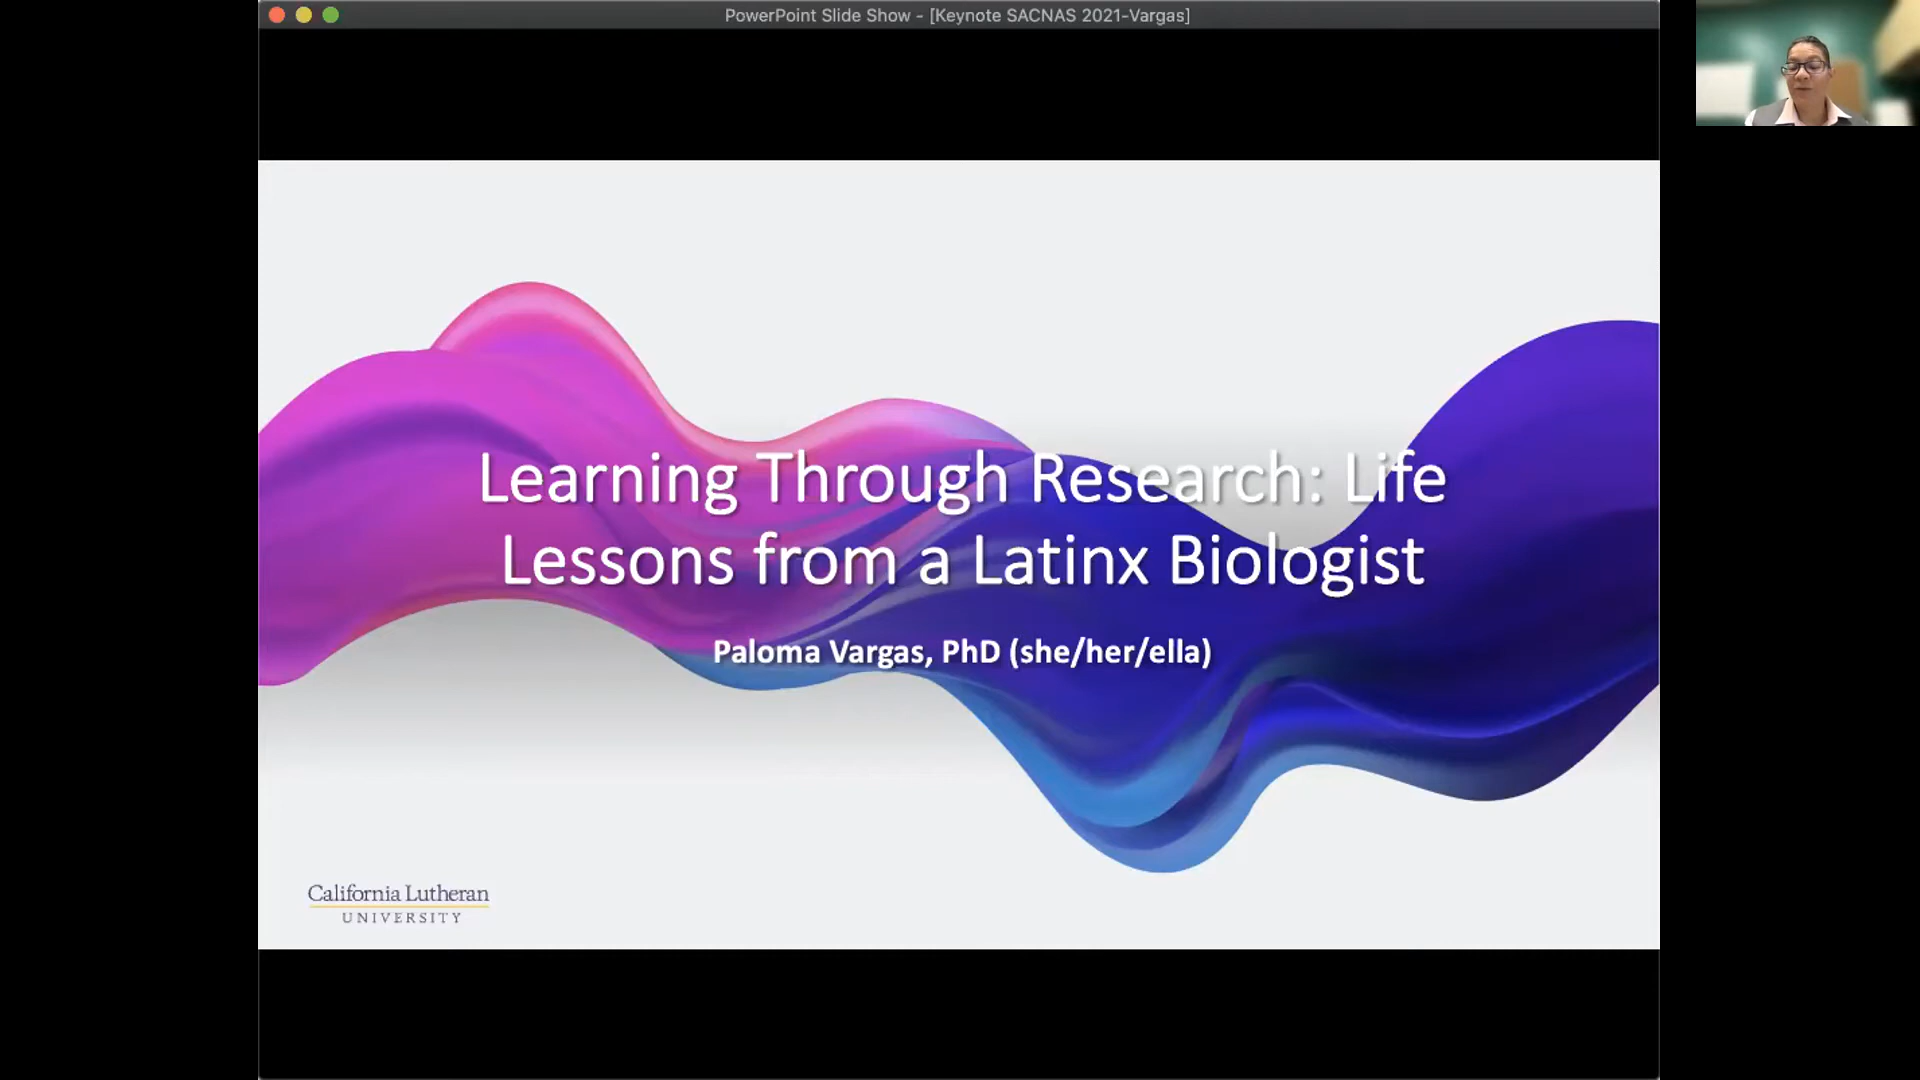 PowerPoint Slide Show - [Keynote SACNAS 2021-Vargas]
Learning Through Research: Life
Lessons from a Latinx Biologist
Paloma Vargas, PhD (she/her/ella)
California Lutheran
UNIVERSITY